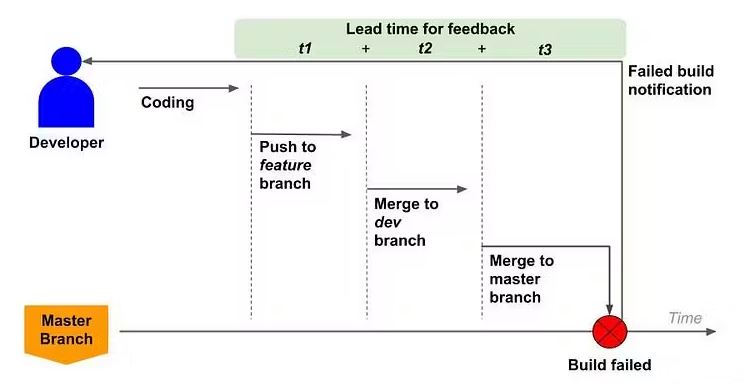 Lead time for feedback
t1 + t2 + t3
Failed build
notification
Developer
Coding
Push to
feature
branch
Merge to
dev
branch
Merge to
master
branch
Master
Branch
Time
Build failed